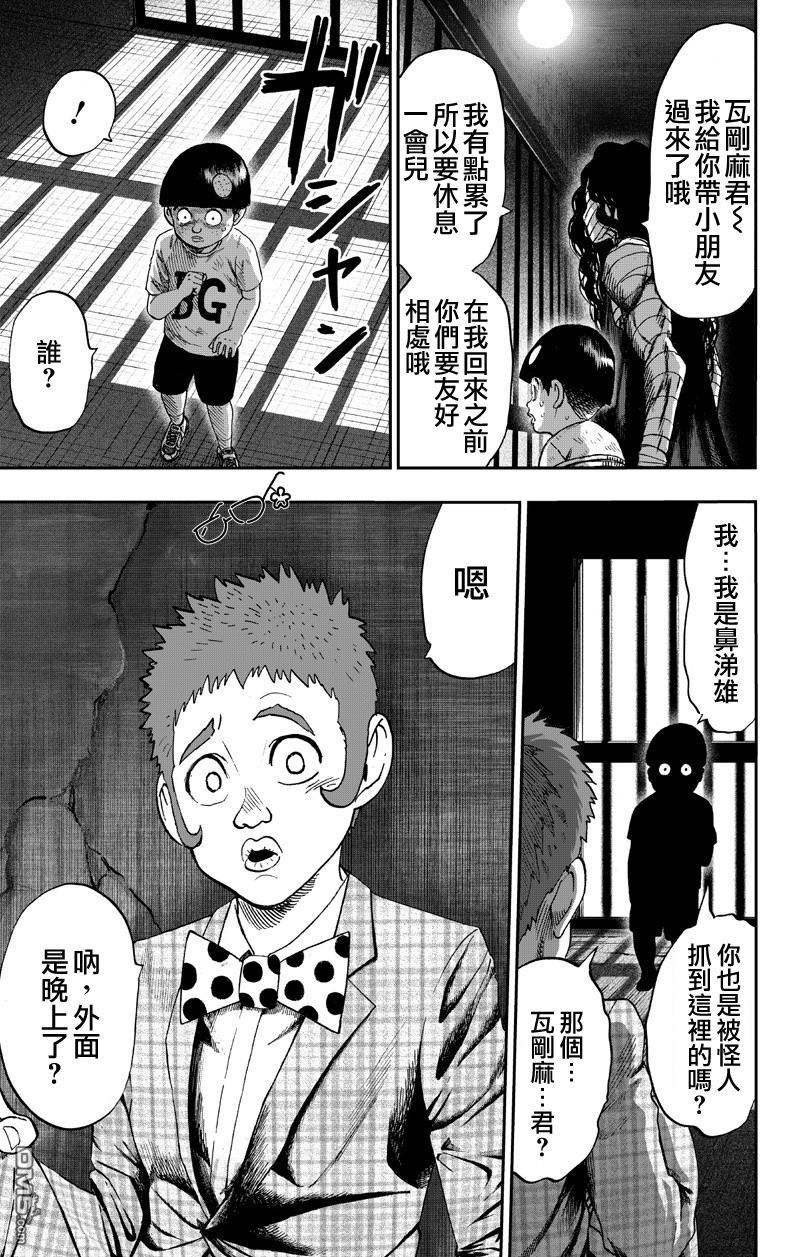 瓦剛麻君～
我給你帶小朋友
過來了哦
我有點累了
所以要休息
一會兒
在我回來之前
你們要友好
相處哦
ガシャン
！
BG
誰？
我…我是鼻涕雄
你也是被怪人
抓到這裡的嗎？
那個…
瓦剛麻…君？
嗯
吶，外面
是晚上了？